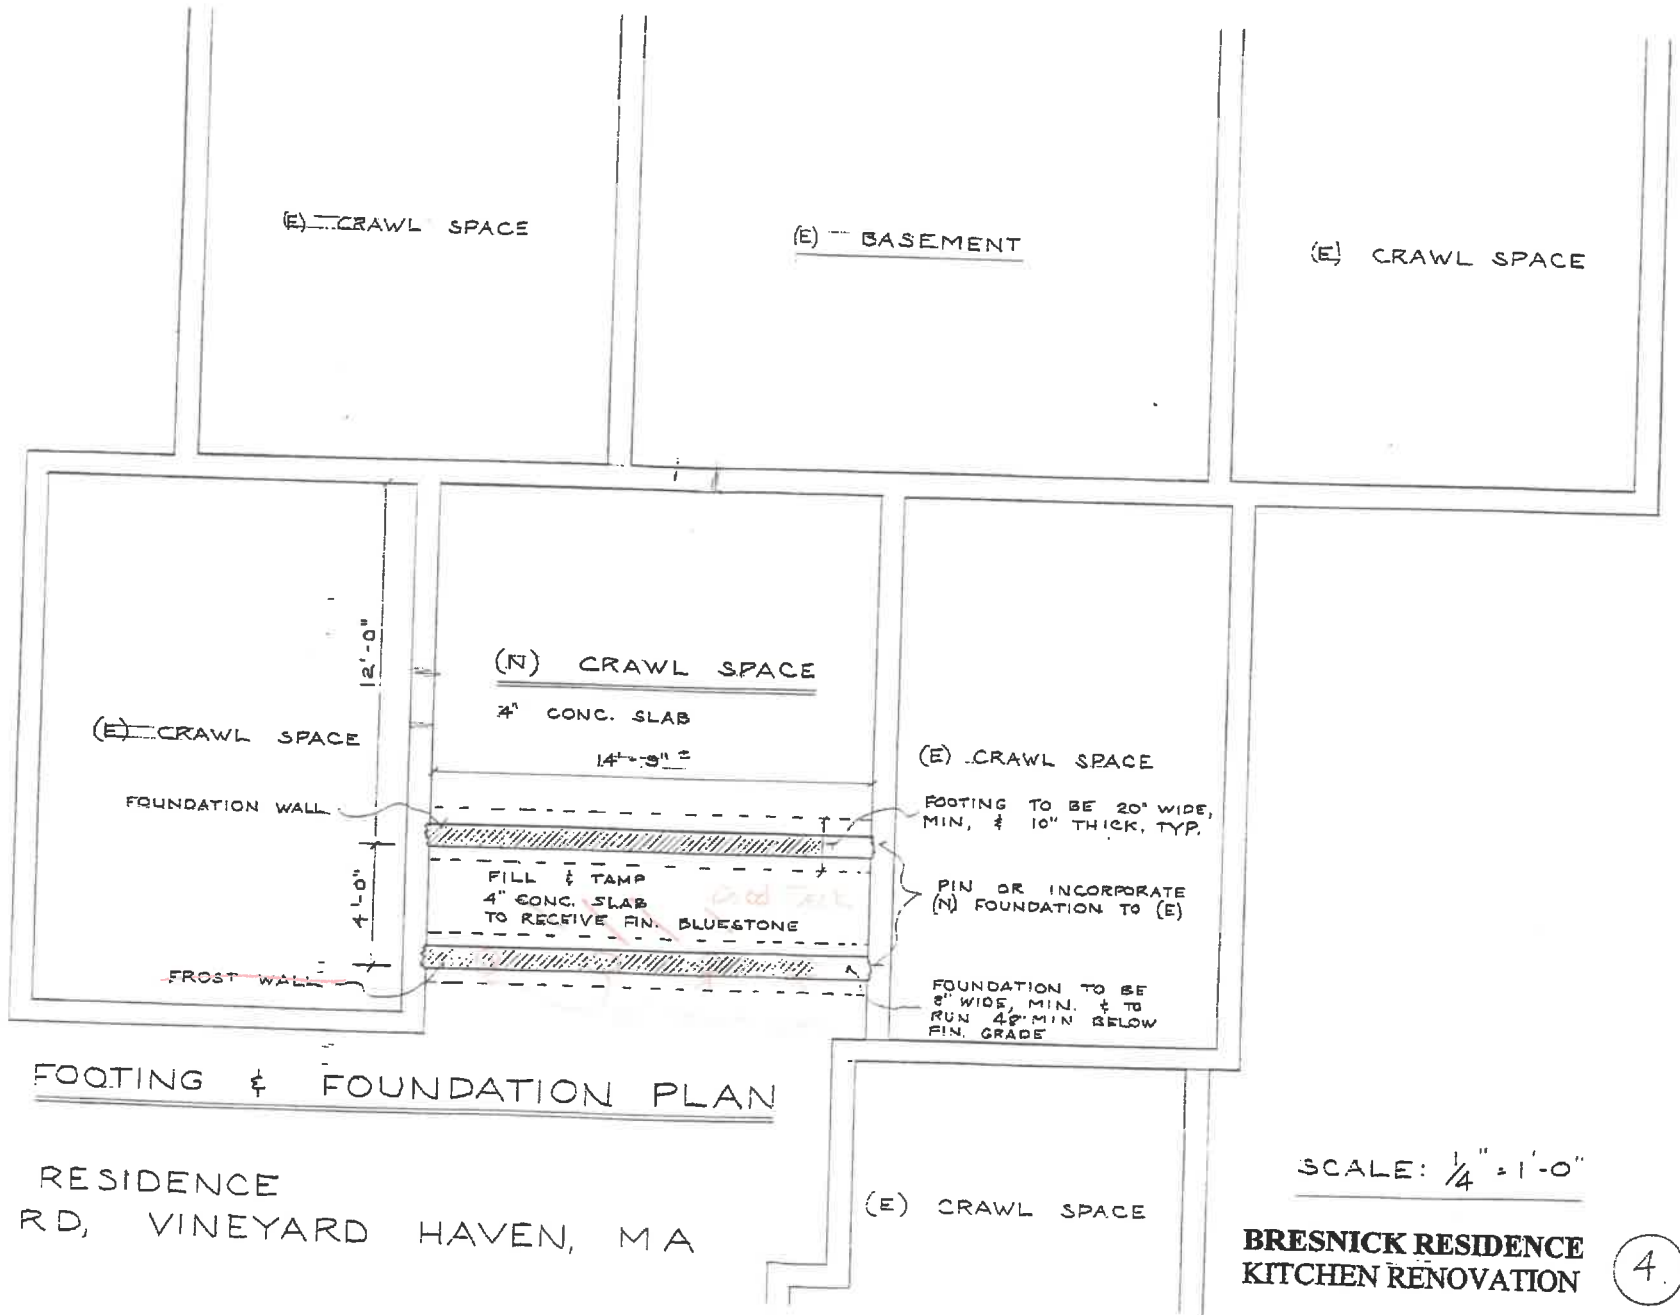 (E) CRAWL SPACE
(E) BASEMENT
(E) CRAWL SPACE
12'-0"
(N) CRAWL SPACE
4" CONC. SLAB
14'-9" ±
(E) CRAWL SPACE
(E) CRAWL SPACE
FOUNDATION WALL
FOOTING TO BE 20" WIDE,
MIN, & 10" THICK, TYP.
4'-0"
FILL & TAMP
4" CONC. SLAB
TO RECEIVE FIN. BLUESTONE
PIN OR INCORPORATE
(N) FOUNDATION TO (E)
FROST WALL
FOUNDATION TO BE
8" WIDE, MIN. & TO
RUN 48" MIN BELOW
FIN. GRADE
FOOTING & FOUNDATION PLAN
RESIDENCE
RD, VINEYARD HAVEN, MA
(E) CRAWL SPACE
SCALE: 1/4" = 1'-0"
BRESNICK RESIDENCE
KITCHEN RENOVATION
4.